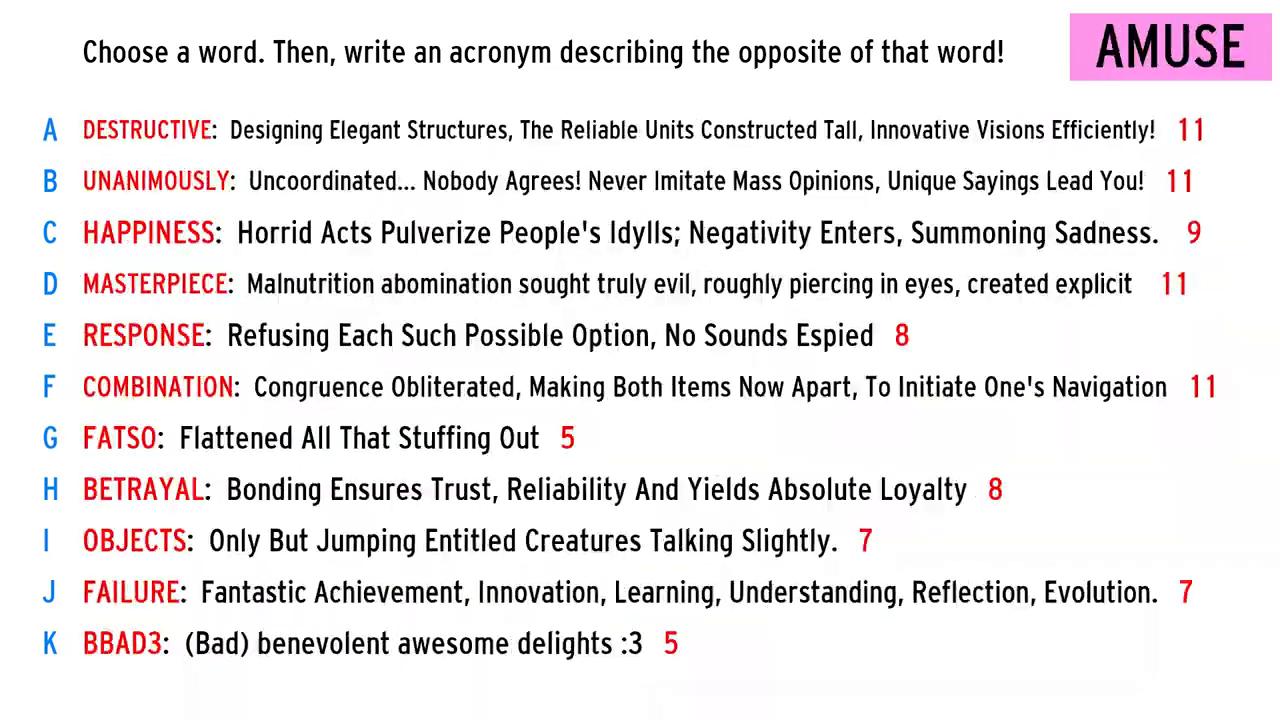 Choose a word. Then, write an acronym describing the opposite of that word!
AMUSE
A DESTRUCTIVE: Designing Elegant Structures, The Reliable Units Constructed Tall, Innovative Visions Efficiently! 11
B UNANIMOUSLY: Uncoordinated... Nobody Agrees! Never Imitate Mass Opinions, Unique Sayings Lead You! 11
C HAPPINESS: Horrid Acts Pulverize People's Idylls; Negativity Enters, Summoning Sadness. 9
D MASTERPIECE: Malnutrition abomination sought truly evil, roughly piercing in eyes, created explicit 11
E RESPONSE: Refusing Each Such Possible Option, No Sounds Espied 8
F COMBINATION: Congruence Obliterated, Making Both Items Now Apart, To Initiate One's Navigation 11
G FATSO: Flattened All That Stuffing Out 5
H BETRAYAL: Bonding Ensures Trust, Reliability And Yields Absolute Loyalty 8
I OBJECTS: Only But Jumping Entitled Creatures Talking Slightly. 7
J FAILURE: Fantastic Achievement, Innovation, Learning, Understanding, Reflection, Evolution. 7
K BBAD3: (Bad) benevolent awesome delights :3 5